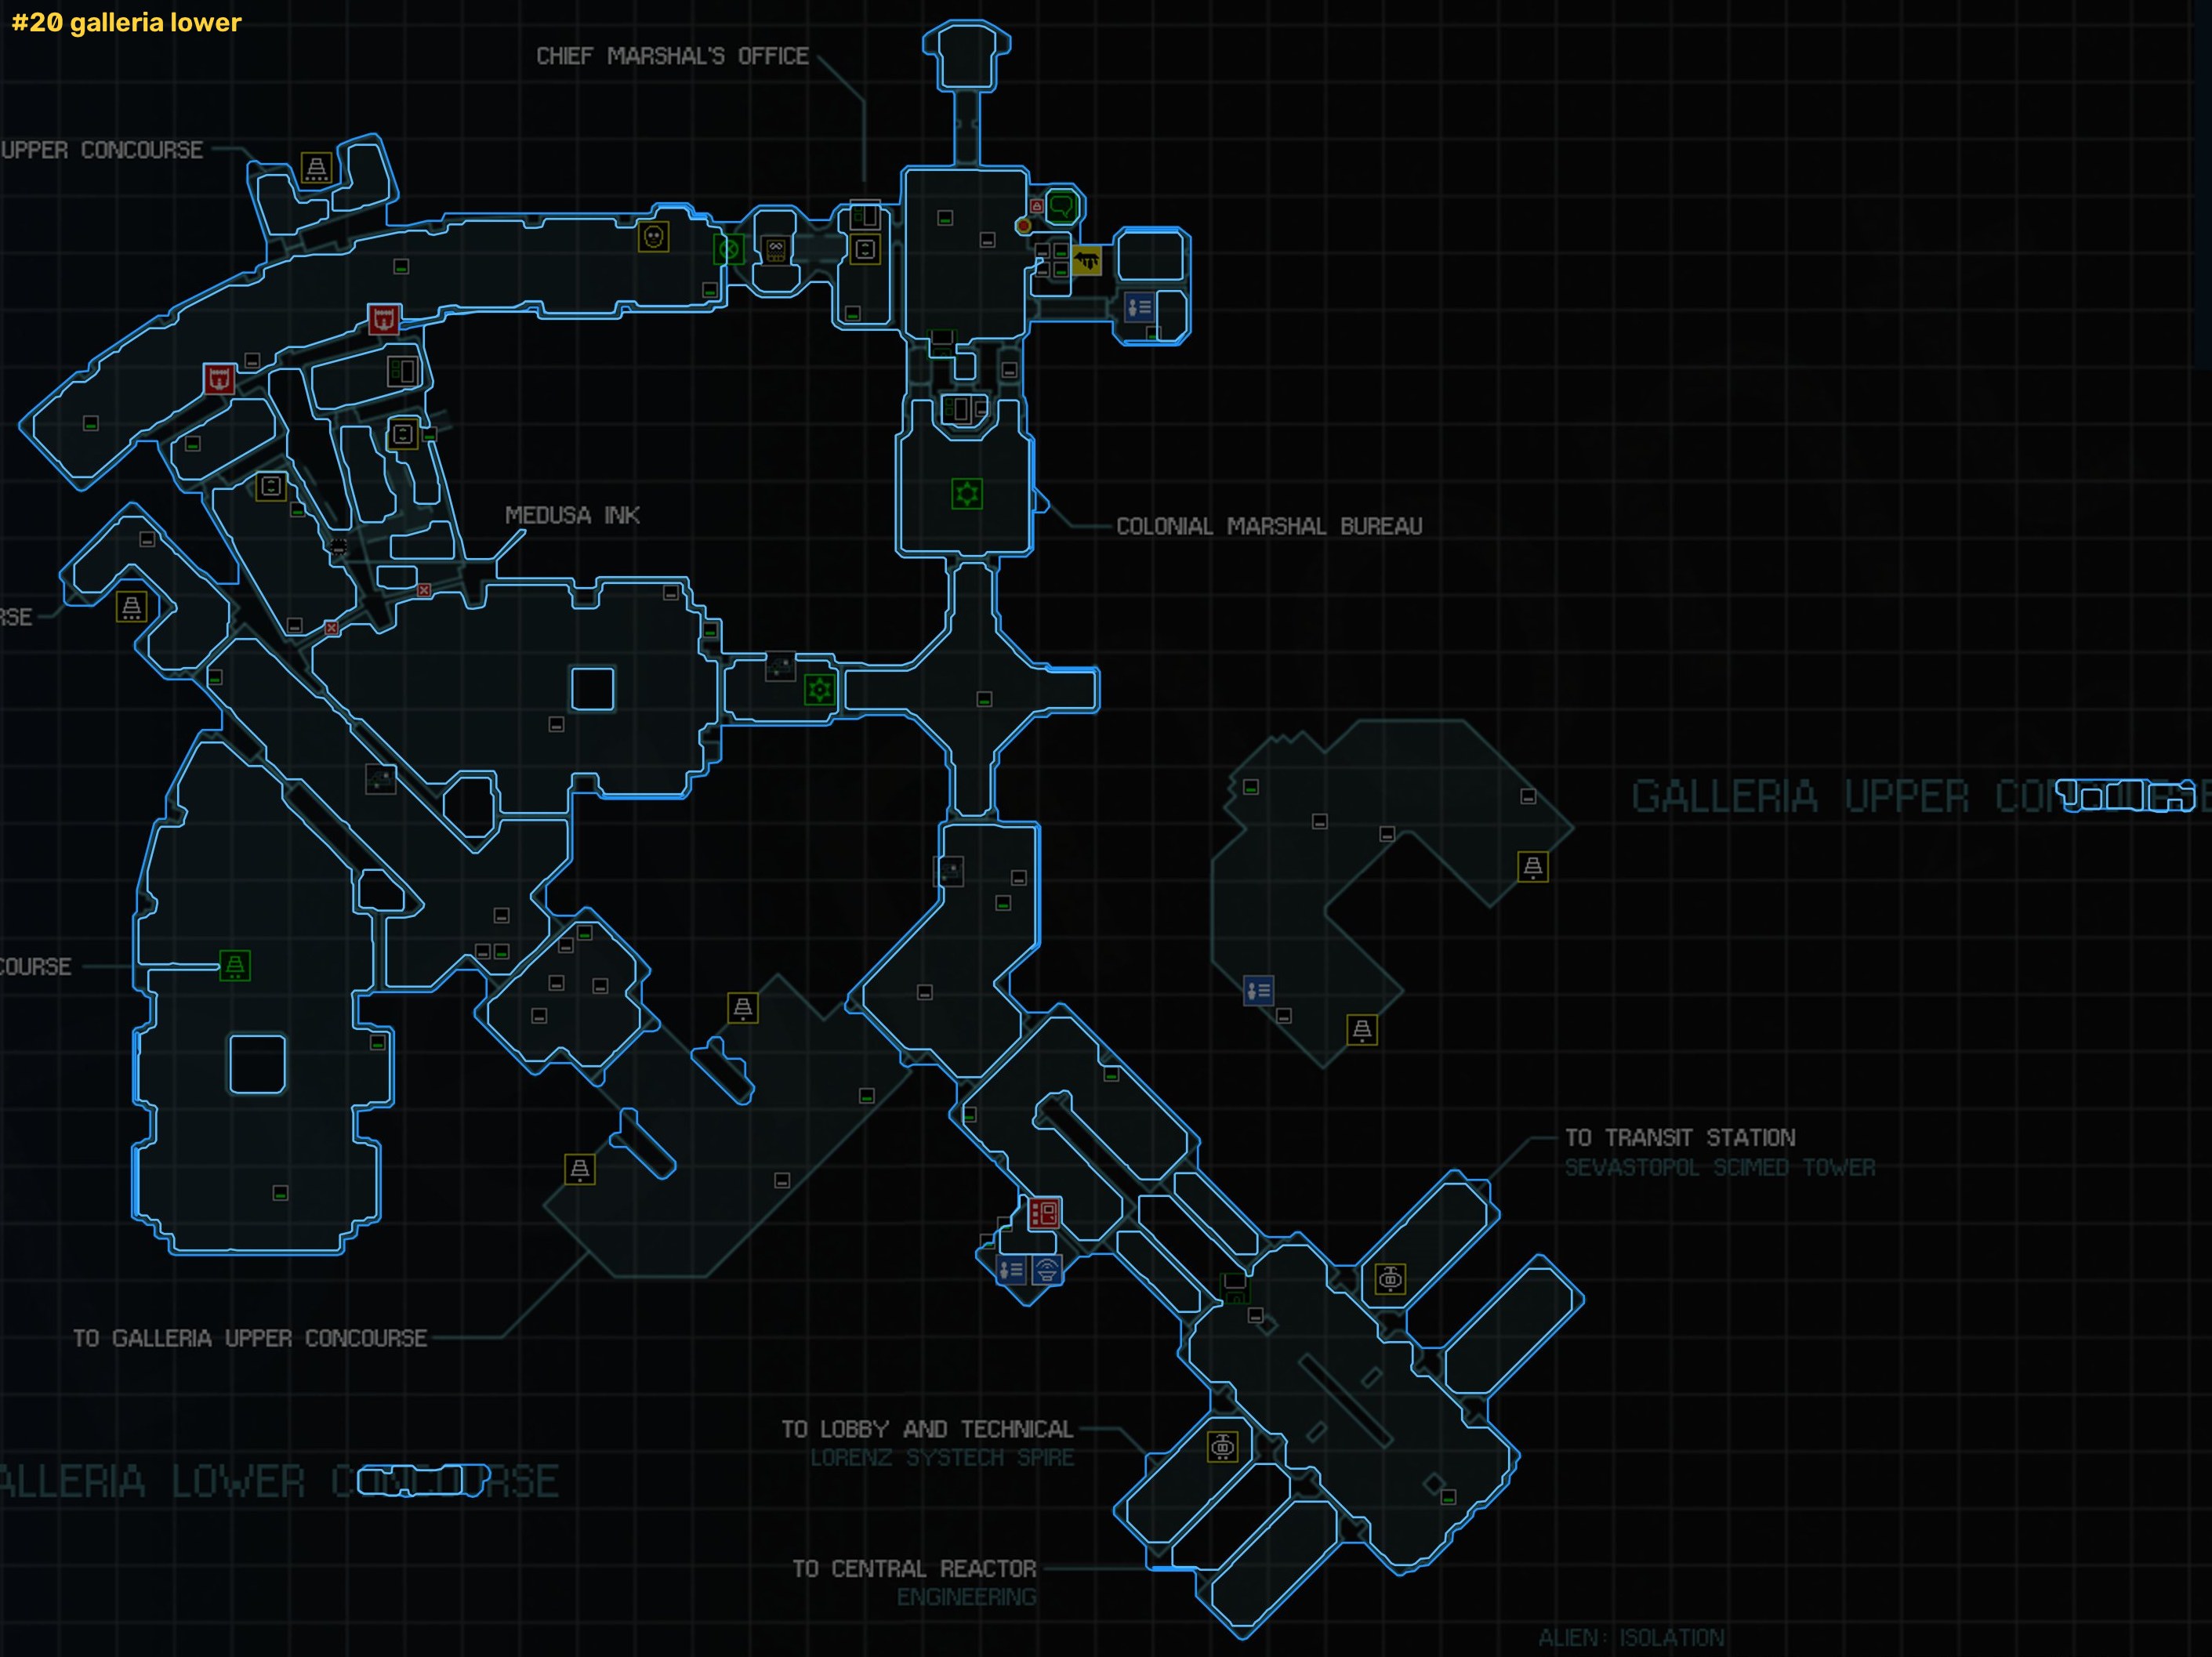 #20 galleria lower
CHIEF MARSHAL'S OFFICE
UPPER CONCOURSE
MEDUSA INK
COLONIAL MARSHAL BUREAU
RSE
GALLERIA UPPER
COURSE
TO TRANSIT STATION
SEVASTOPOL SCIMED TOWER
TO GALLERIA UPPER CONCOURSE
TO LOBBY AND TECHNICAL
LORENZ SYSTECH SPIRE
ALLERIA LOWER CONCOURSE
TO CENTRAL REACTOR
ENGINEERING
ALIEN: ISOLATION